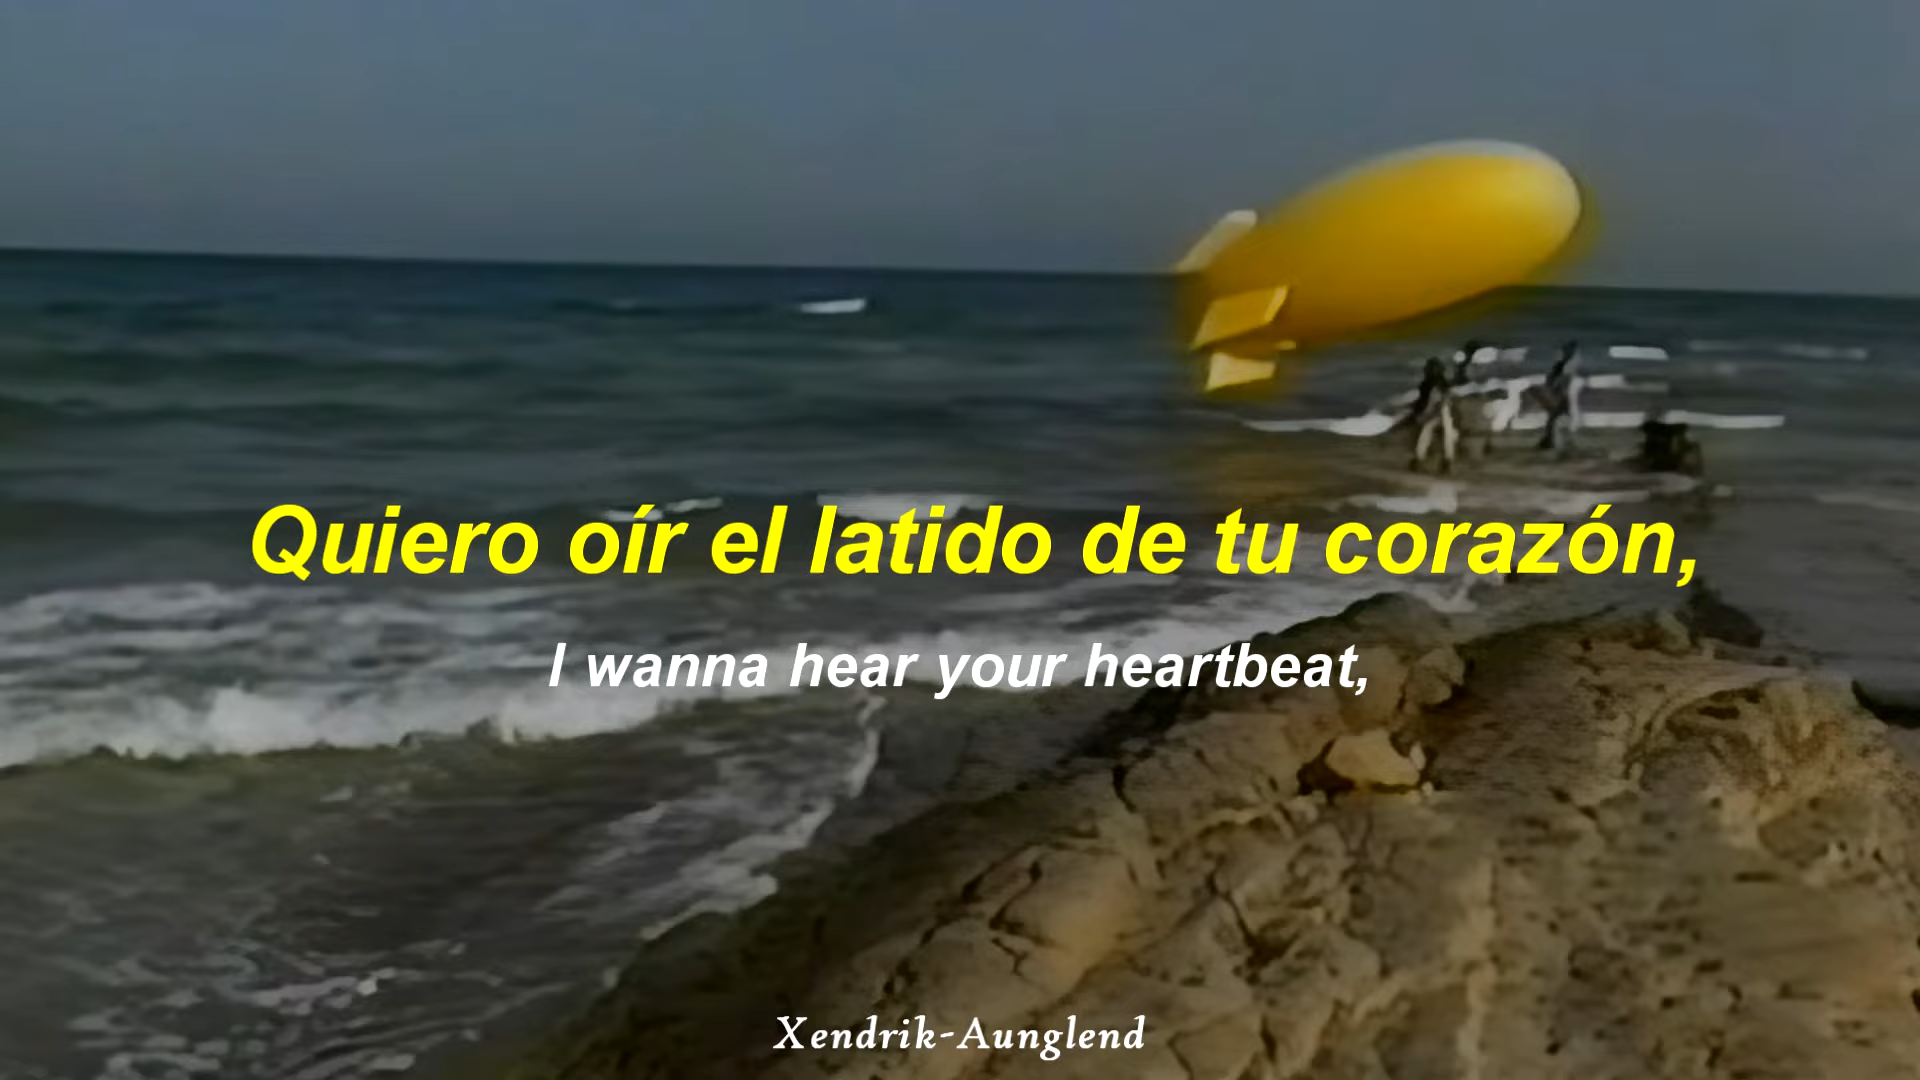 Quiero oír el latido de tu corazón,
I wanna hear your heartbeat,
Xendrik-Aunglend